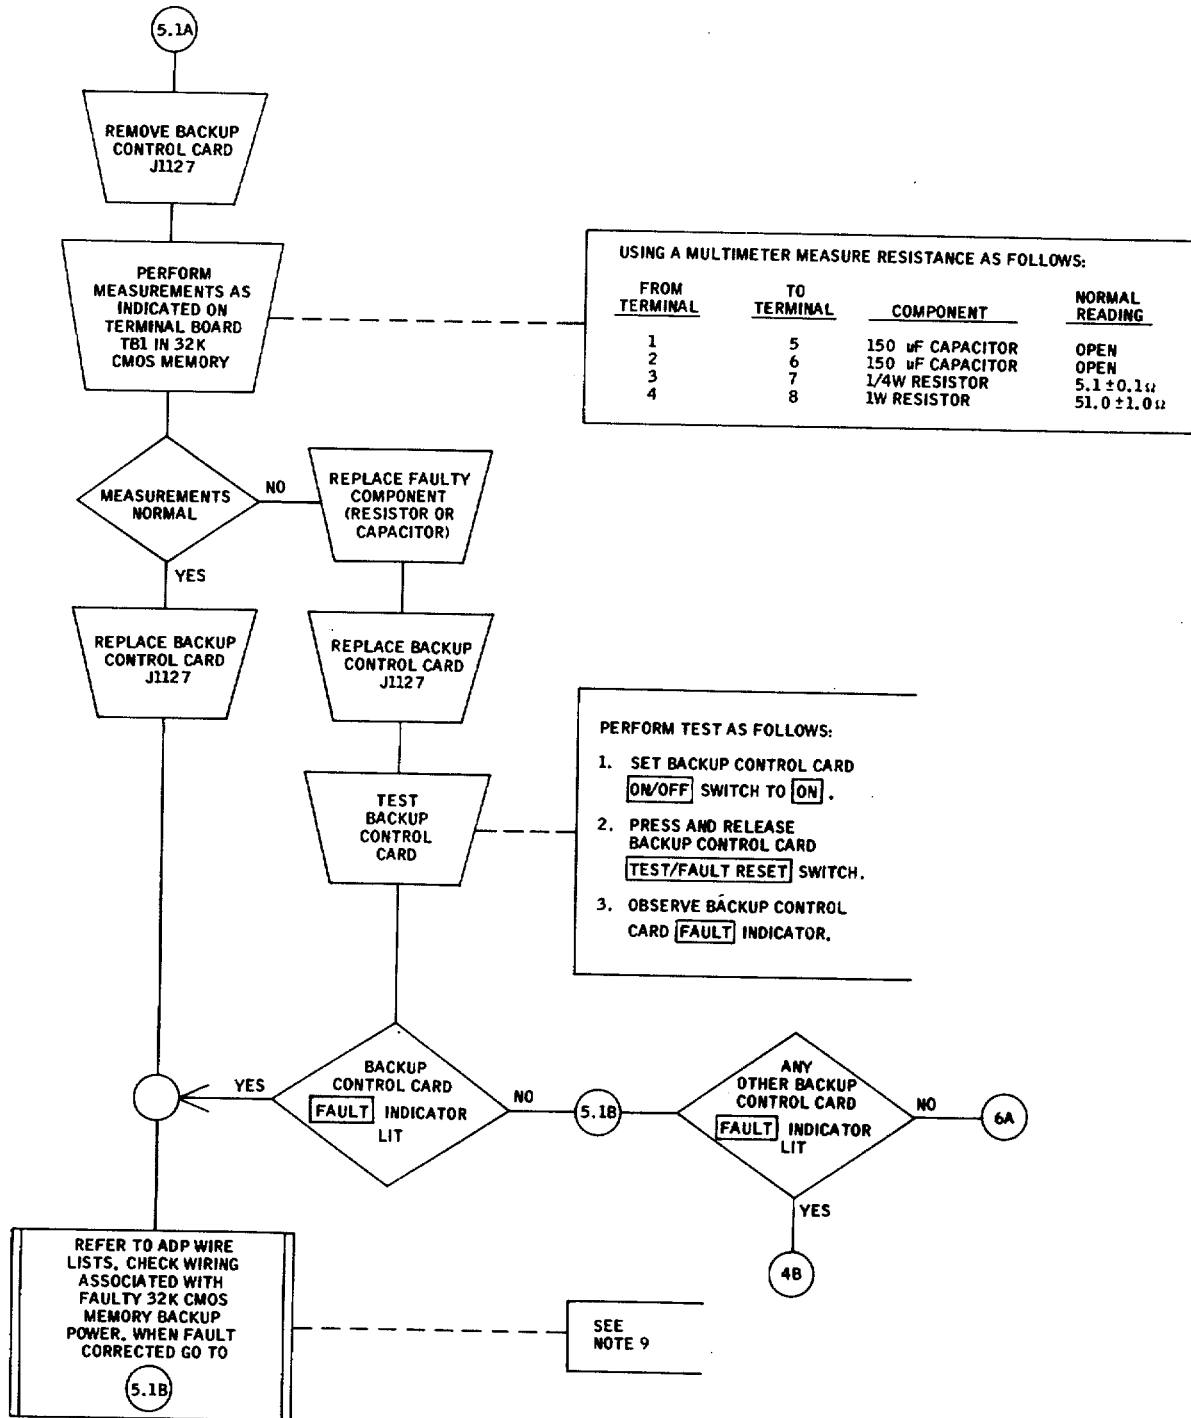 5.1A
REMOVE BACKUP
CONTROL CARD
J1127
PERFORM
MEASUREMENTS AS
INDICATED ON
TERMINAL BOARD
TB1 IN 32K
CMOS MEMORY
USING A MULTIMETER MEASURE RESISTANCE AS FOLLOWS:
FROM TERMINAL TO TERMINAL COMPONENT NORMAL READING
1 5 150 uF CAPACITOR OPEN
2 6 150 uF CAPACITOR OPEN
3 7 1/4W RESISTOR 5.1±0.1Ω
4 8 1W RESISTOR 51.0±1.0Ω
MEASUREMENTS
NORMAL
NO
YES
REPLACE FAULTY
COMPONENT
(RESISTOR OR
CAPACITOR)
REPLACE BACKUP
CONTROL CARD
J1127
REPLACE BACKUP
CONTROL CARD
J1127
TEST
BACKUP
CONTROL
CARD
PERFORM TEST AS FOLLOWS:
1. SET BACKUP CONTROL CARD
ON/OFF SWITCH TO ON.
2. PRESS AND RELEASE
BACKUP CONTROL CARD
TEST/FAULT RESET SWITCH.
3. OBSERVE BACKUP CONTROL
CARD FAULT INDICATOR.
BACKUP
CONTROL CARD
FAULT INDICATOR
LIT
YES
NO
5.1B
ANY
OTHER BACKUP
CONTROL CARD
FAULT INDICATOR
LIT
NO
6A
YES
4B
REFER TO ADP WIRE
LISTS. CHECK WIRING
ASSOCIATED WITH
FAULTY 32K CMOS
MEMORY BACKUP
POWER. WHEN FAULT
CORRECTED GO TO
5.1B
SEE
NOTE 9